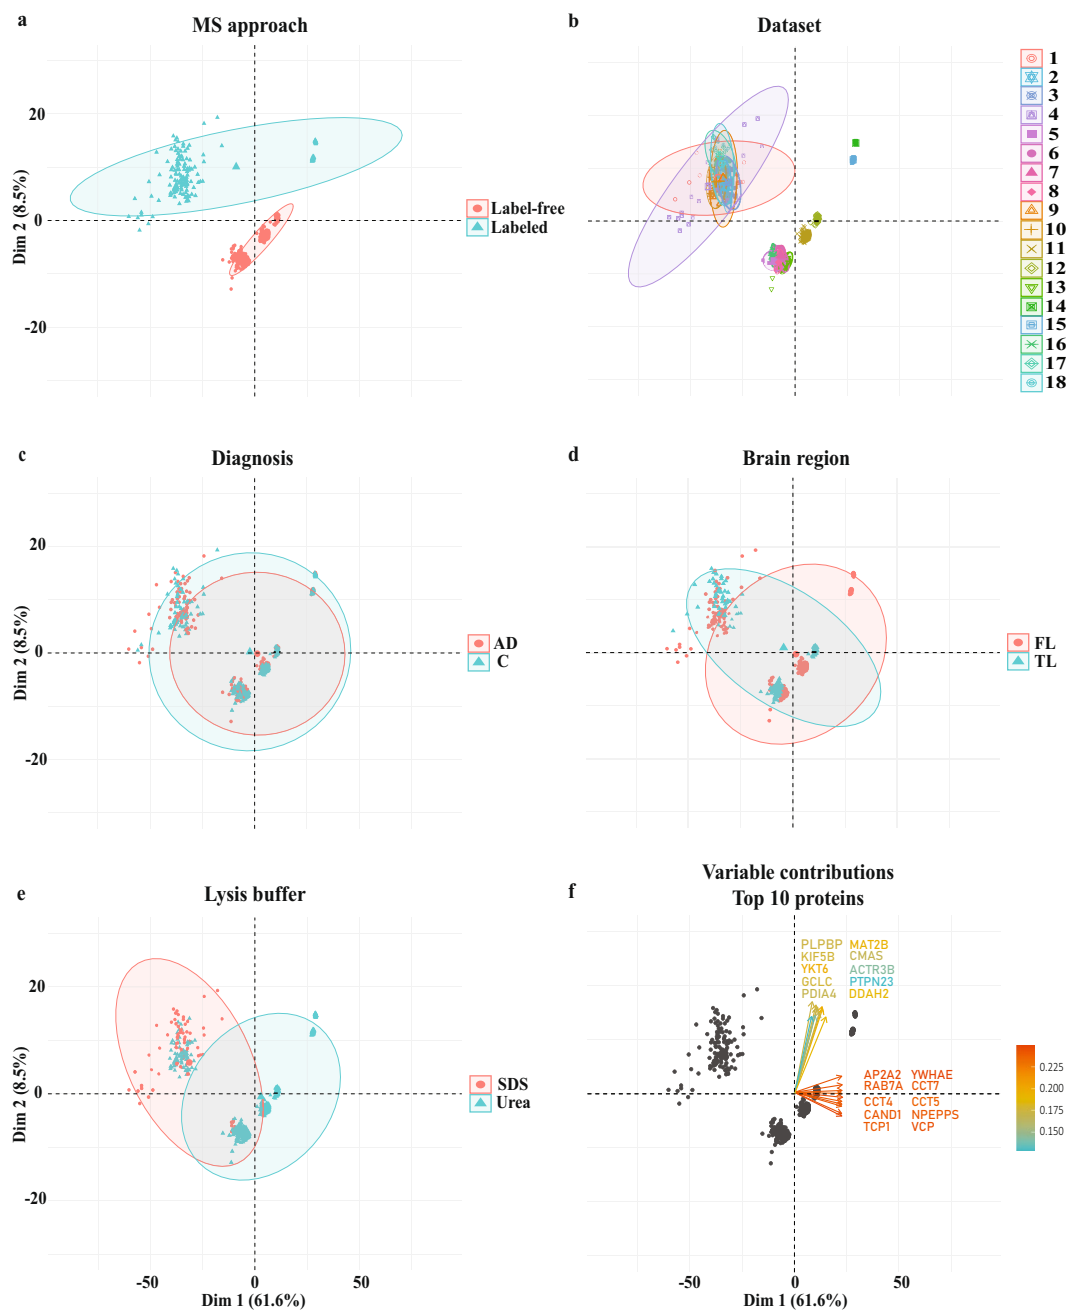 a
MS approach
20
0
-20
Dim 2 (8.5%)
Label-free
Labeled
b
Dataset
1
2
3
4
5
6
7
8
9
10
11
12
13
14
15
16
17
18
c
Diagnosis
20
0
-20
Dim 2 (8.5%)
AD
C
d
Brain region
FL
TL
e
Lysis buffer
20
0
-20
Dim 2 (8.5%)
-50 0 50
Dim 1 (61.6%)
SDS
Urea
f
Variable contributions
Top 10 proteins
PLPBP MAT2B
KIF5B CMAS
YKT6 ACTR3B
GCLC PTPN23
PDIA4 DDAH2
AP2A2 YWHAE
RAB7A CCT7
CCT4 CCT5
CAND1 NPEPPS
TCP1 VCP
0.225
0.200
0.175
0.150
-50 0 50
Dim 1 (61.6%)